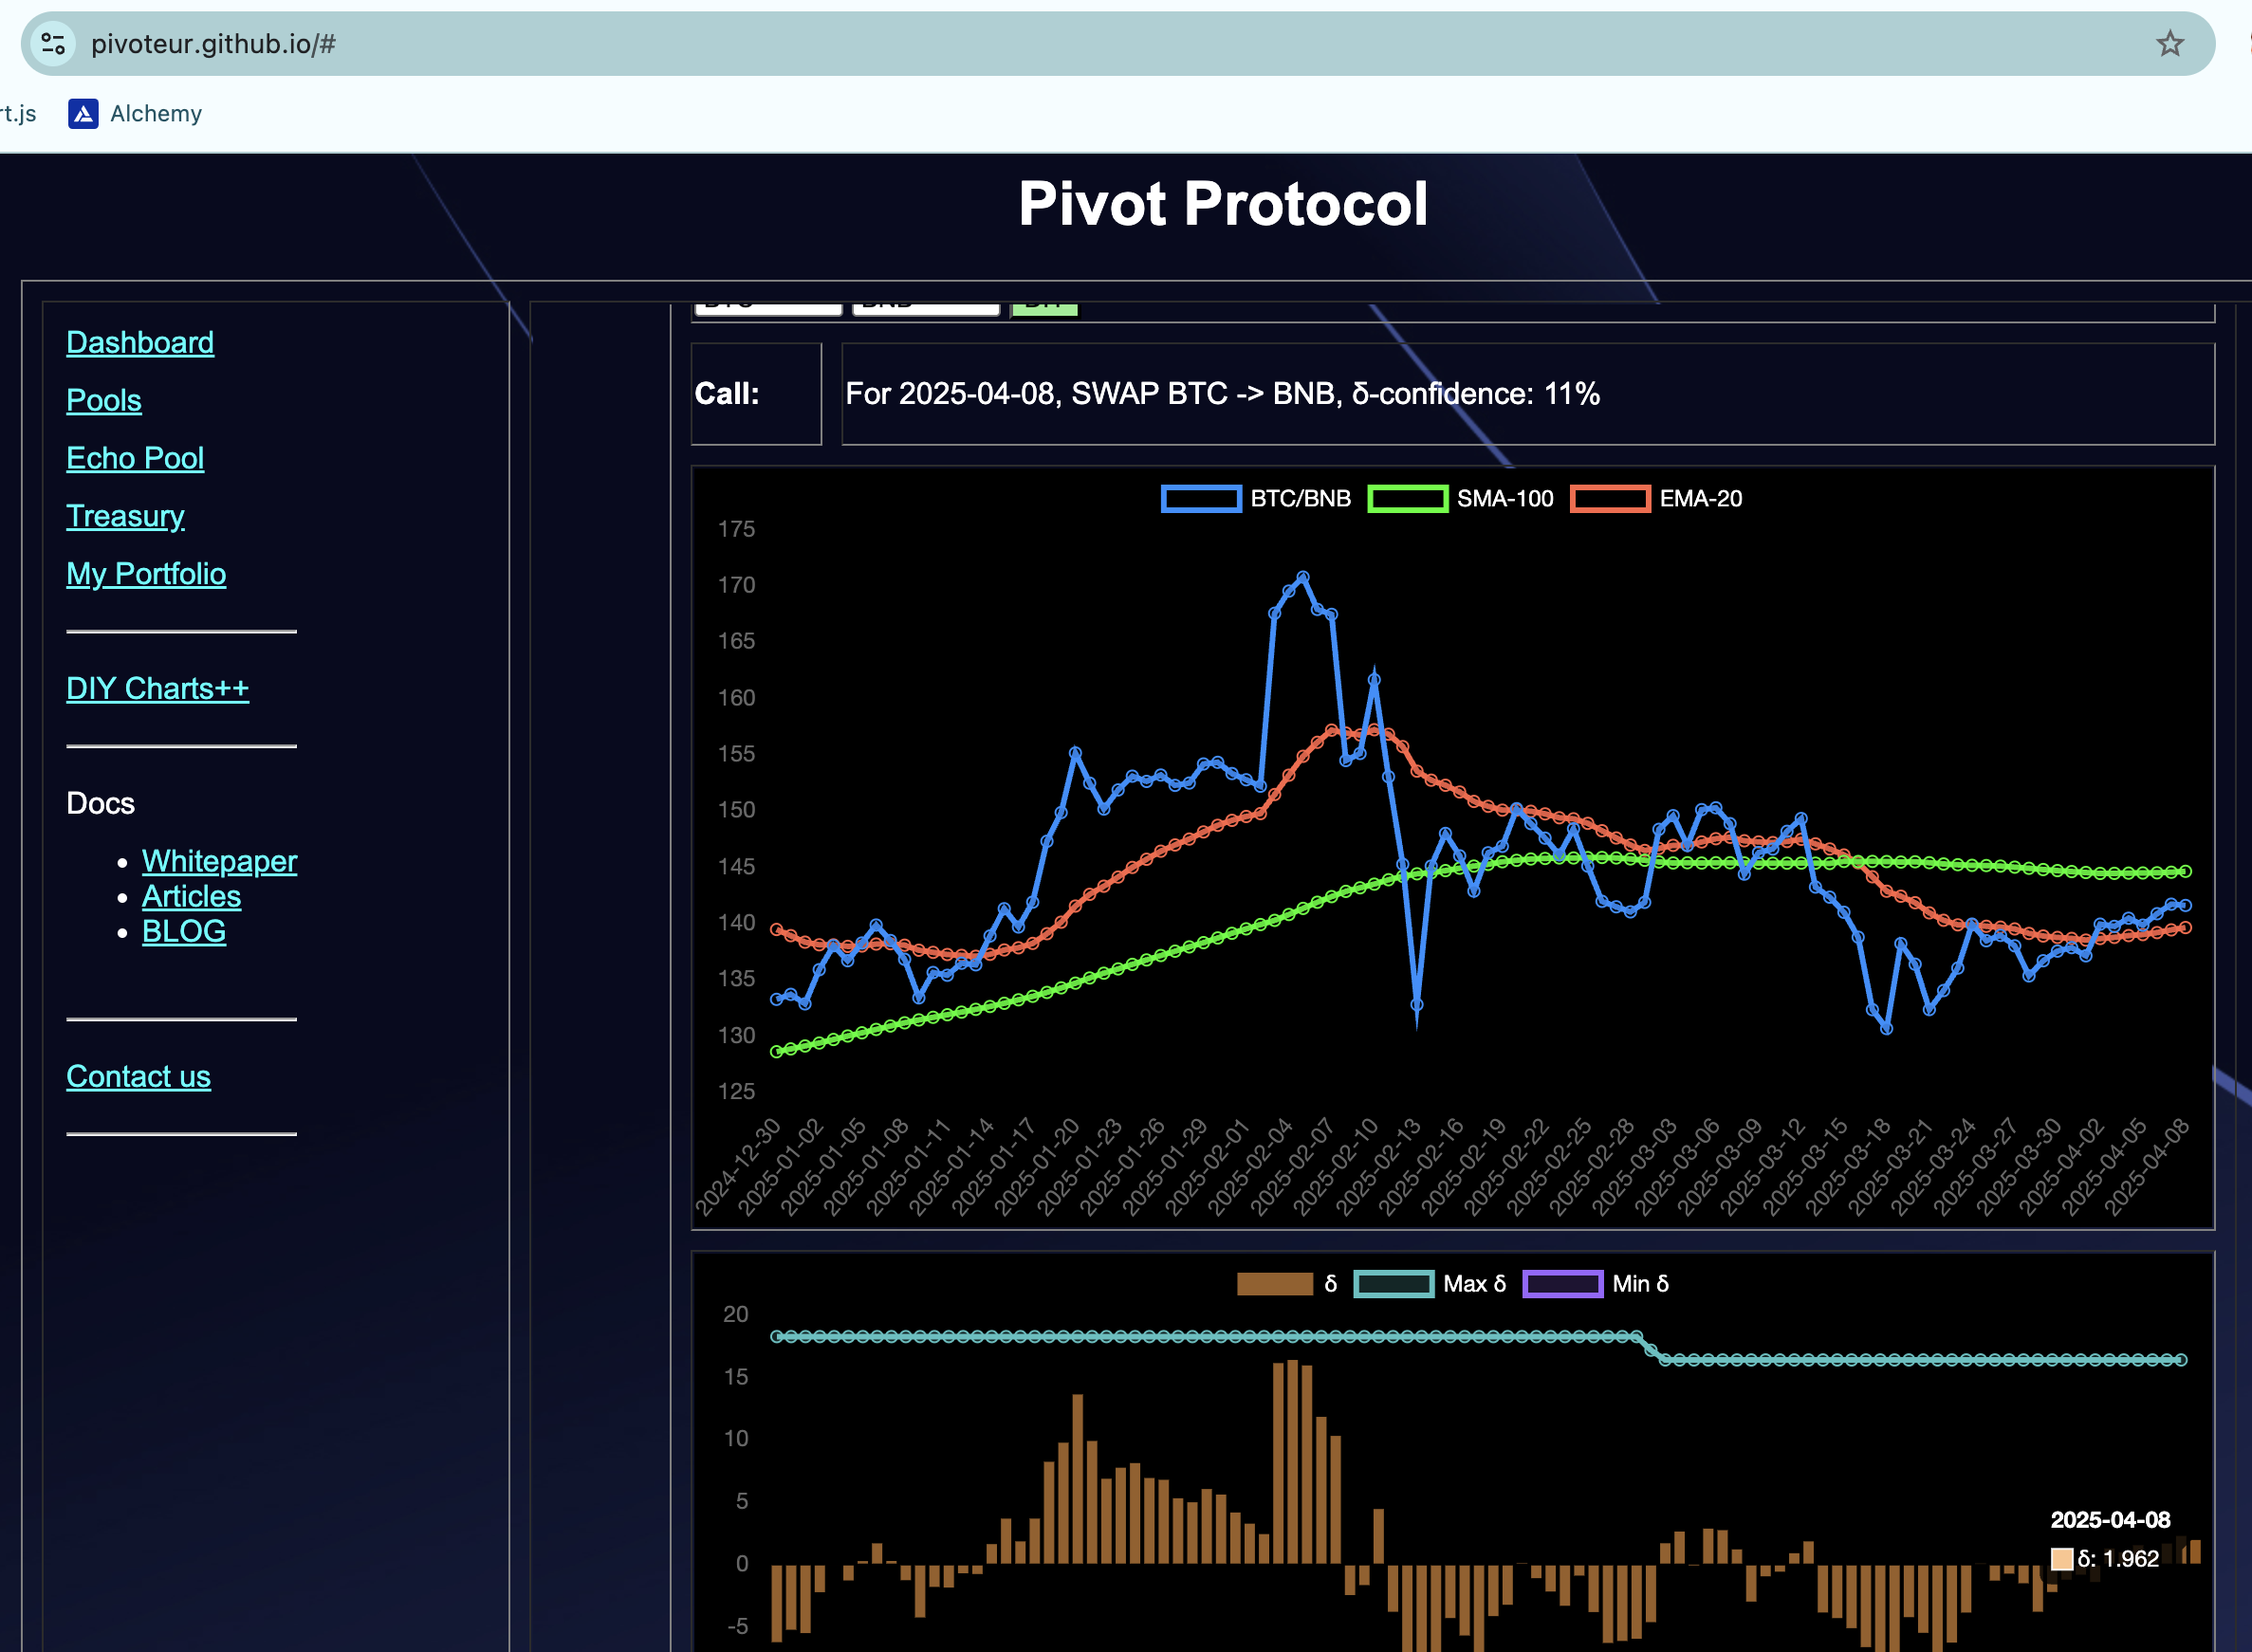 pivoteur.github.io/#
rt.js Alchemy
Pivot Protocol
Dashboard
Pools
Echo Pool
Treasury
My Portfolio
DIY Charts++
Docs
Whitepaper
Articles
BLOG
Contact us
Call: For 2025-04-08, SWAP BTC -> BNB, δ-confidence: 11%
BTC/BNB SMA-100 EMA-20
175
170
165
160
155
150
145
140
135
130
125
2024-12-30 2025-01-02 2025-01-05 2025-01-08 2025-01-11 2025-01-14 2025-01-17 2025-01-20 2025-01-23 2025-01-26 2025-01-29 2025-02-01 2025-02-04 2025-02-07 2025-02-10 2025-02-13 2025-02-16 2025-02-19 2025-02-22 2025-02-25 2025-02-28 2025-03-03 2025-03-06 2025-03-09 2025-03-12 2025-03-15 2025-03-18 2025-03-21 2025-03-24 2025-03-27 2025-03-30 2025-04-02 2025-04-05 2025-04-08
δ Max δ Min δ
20
15
10
5
0
-5
2025-04-08
δ: 1.962